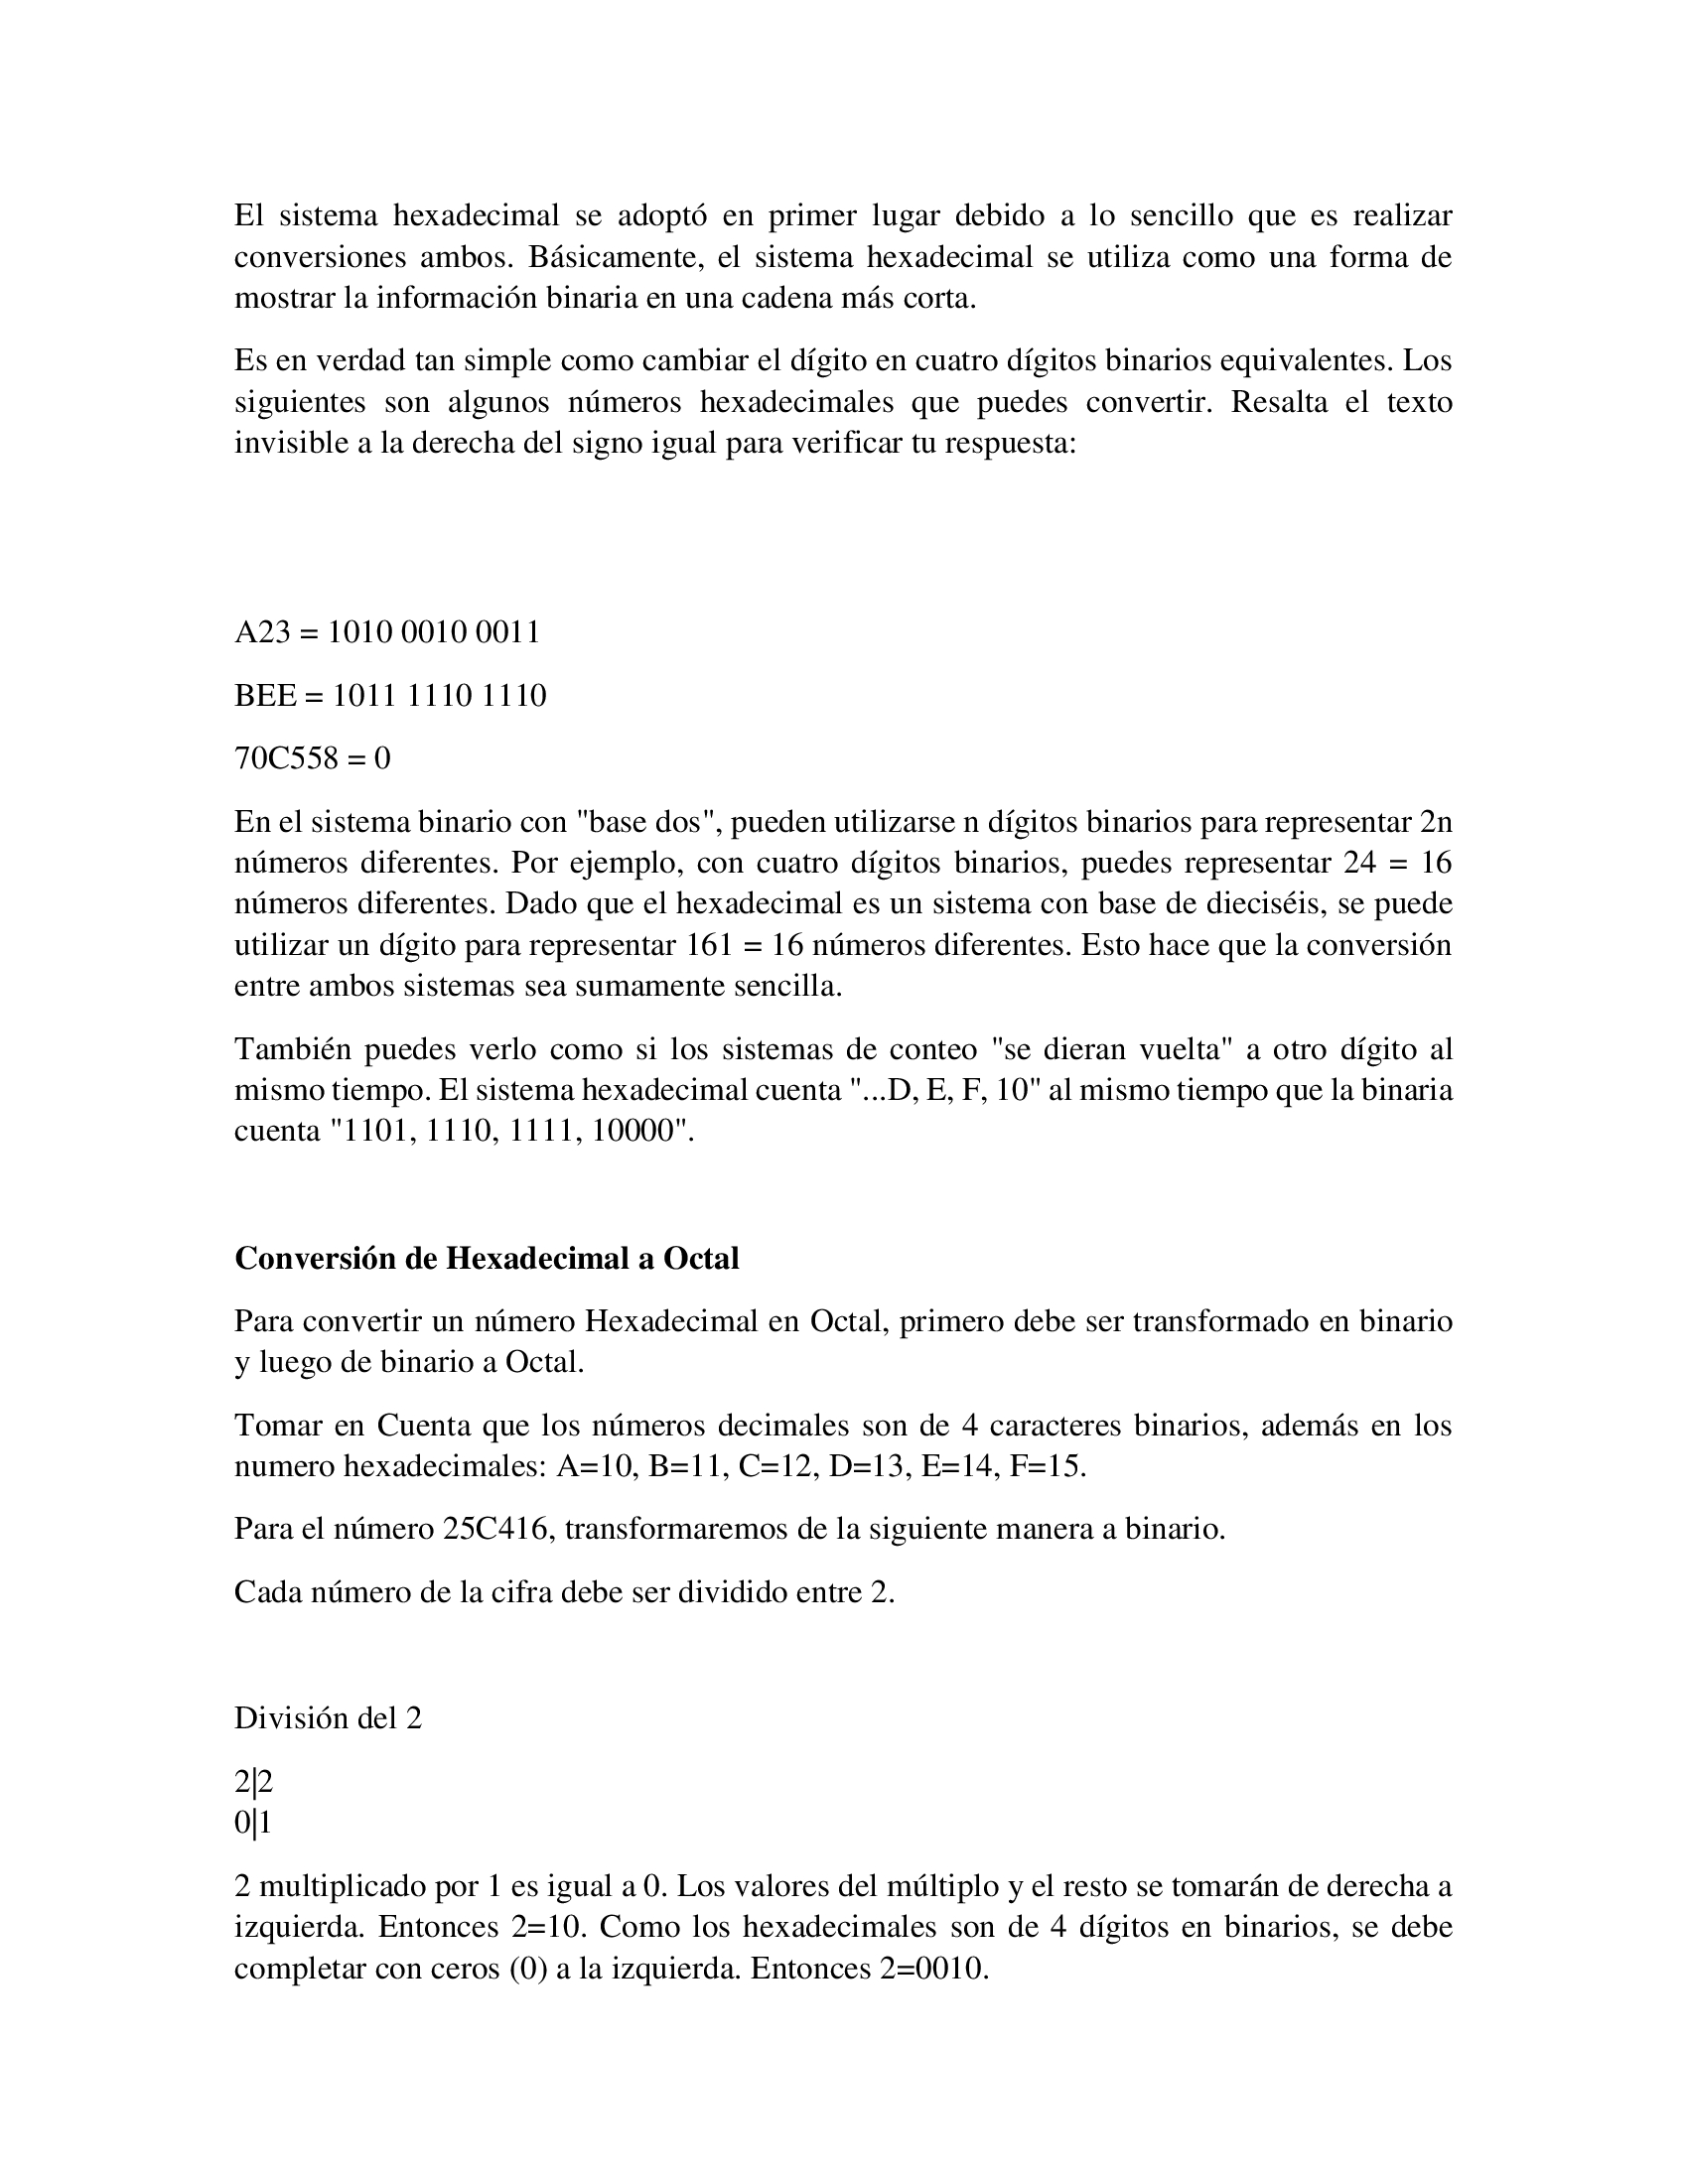 El sistema hexadecimal se adoptó en primer lugar debido a lo sencillo que es realizar
conversiones ambos. Básicamente, el sistema hexadecimal se utiliza como una forma de
mostrar la información binaria en una cadena más corta.
Es en verdad tan simple como cambiar el dígito en cuatro dígitos binarios equivalentes. Los
siguientes son algunos números hexadecimales que puedes convertir. Resalta el texto
invisible a la derecha del signo igual para verificar tu respuesta:
A23 = 1010 0010 0011
BEE = 1011 1110 1110
70C558 = 0
En el sistema binario con "base dos", pueden utilizarse n dígitos binarios para representar 2n
números diferentes. Por ejemplo, con cuatro dígitos binarios, puedes representar 24 = 16
números diferentes. Dado que el hexadecimal es un sistema con base de dieciséis, se puede
utilizar un dígito para representar 161 = 16 números diferentes. Esto hace que la conversión
entre ambos sistemas sea sumamente sencilla.
También puedes verlo como si los sistemas de conteo "se dieran vuelta" a otro dígito al
mismo tiempo. El sistema hexadecimal cuenta "...D, E, F, 10" al mismo tiempo que la binaria
cuenta "1101, 1110, 1111, 10000".
Conversión de Hexadecimal a Octal
Para convertir un número Hexadecimal en Octal, primero debe ser transformado en binario
y luego de binario a Octal.
Tomar en Cuenta que los números decimales son de 4 caracteres binarios, además en los
numero hexadecimales: A=10, B=11, C=12, D=13, E=14, F=15.
Para el número 25C416, transformaremos de la siguiente manera a binario.
Cada número de la cifra debe ser dividido entre 2.
División del 2
2|2
0|1
2 multiplicado por 1 es igual a 0. Los valores del múltiplo y el resto se tomarán de derecha a
izquierda. Entonces 2=10. Como los hexadecimales son de 4 dígitos en binarios, se debe
completar con ceros (0) a la izquierda. Entonces 2=0010.